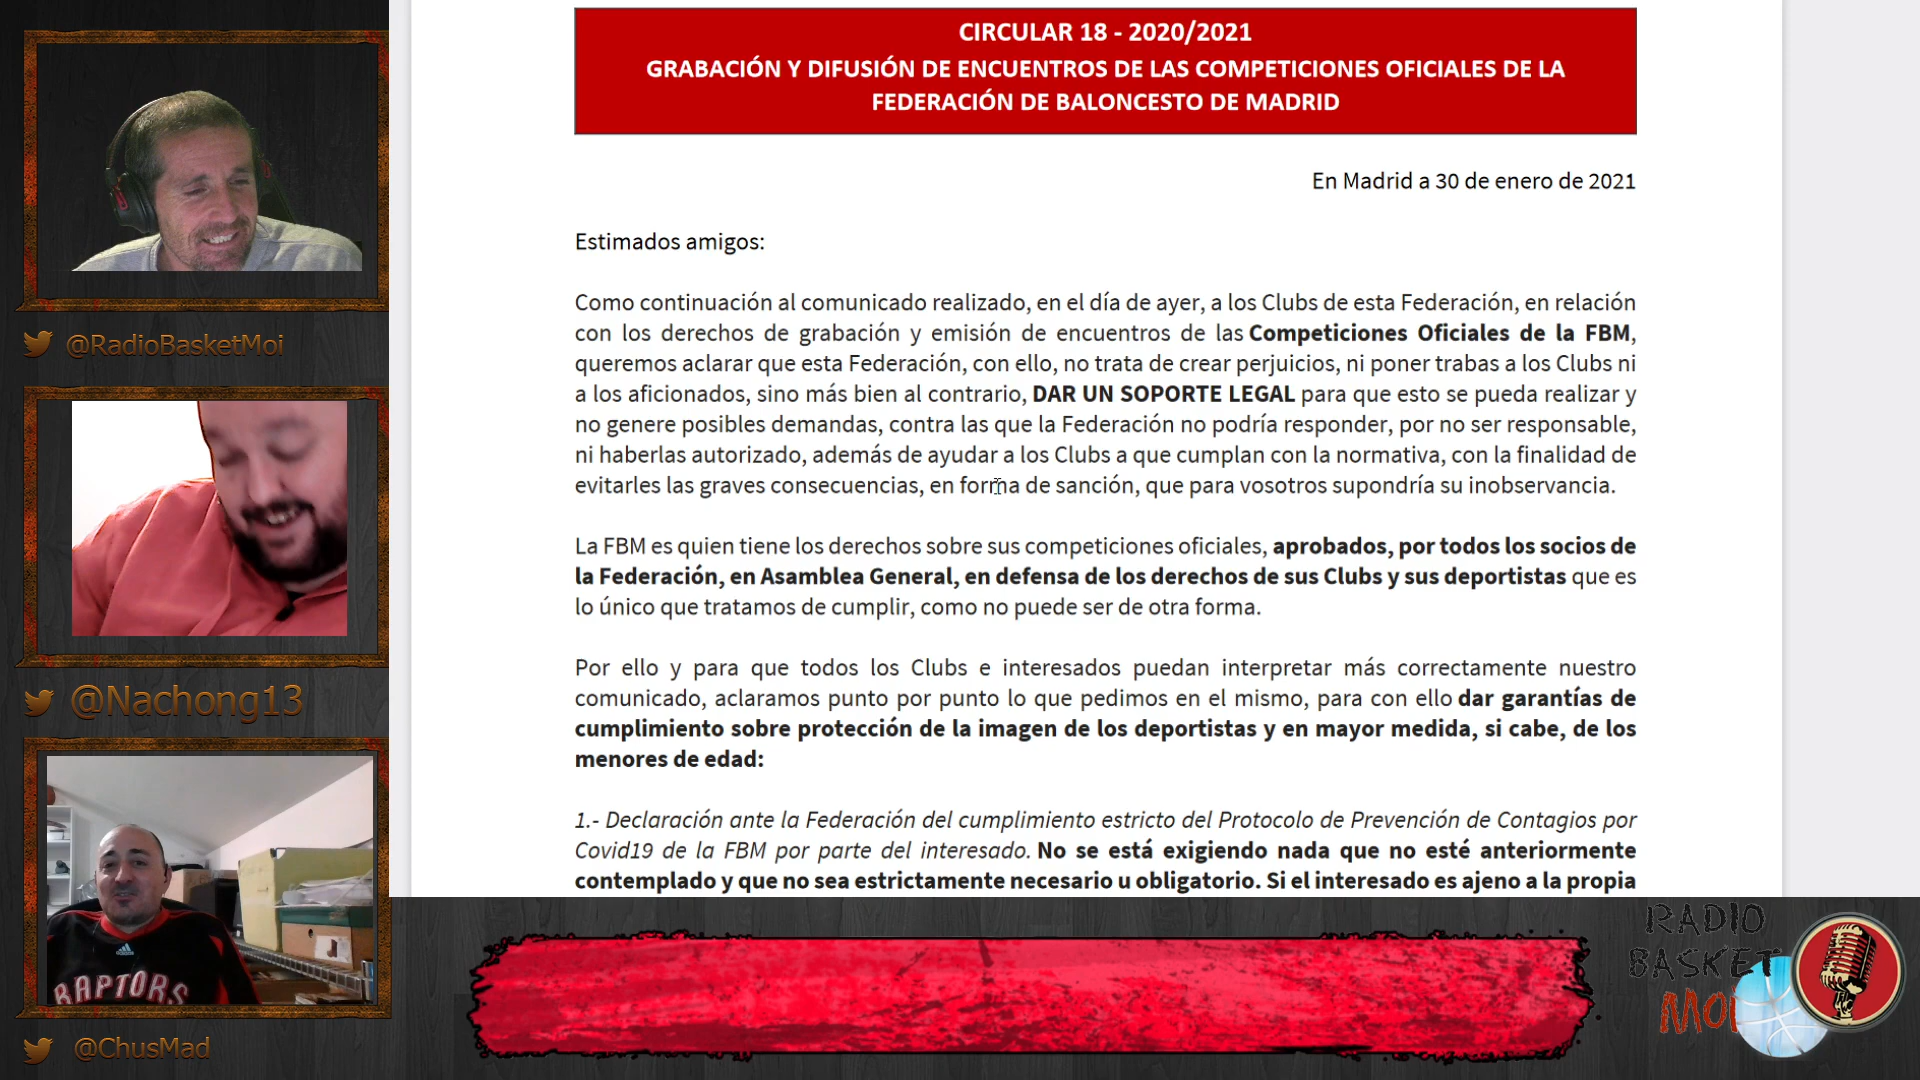 CIRCULAR 18 - 2020/2021
GRABACIÓN Y DIFUSIÓN DE ENCUENTROS DE LAS COMPETICIONES OFICIALES DE LA
FEDERACIÓN DE BALONCESTO DE MADRID
En Madrid a 30 de enero de 2021
Estimados amigos:
Como continuación al comunicado realizado, en el día de ayer, a los Clubs de esta Federación, en relación
con los derechos de grabación y emisión de encuentros de las Competiciones Oficiales de la FBM,
queremos aclarar que esta Federación, con ello, no trata de crear perjuicios, ni poner trabas a los Clubs ni
a los aficionados, sino más bien al contrario, DAR UN SOPORTE LEGAL para que esto se pueda realizar y
no genere posibles demandas, contra las que la Federación no podría responder, por no ser responsable,
ni haberlas autorizado, además de ayudar a los Clubs a que cumplan con la normativa, con la finalidad de
evitarles las graves consecuencias, en forma de sanción, que para vosotros supondría su inobservancia.
La FBM es quien tiene los derechos sobre sus competiciones oficiales, aprobados, por todos los socios de
la Federación, en Asamblea General, en defensa de los derechos de sus Clubs y sus deportistas que es
lo único que tratamos de cumplir, como no puede ser de otra forma.
Por ello y para que todos los Clubs e interesados puedan interpretar más correctamente nuestro
comunicado, aclaramos punto por punto lo que pedimos en el mismo, para con ello dar garantías de
cumplimiento sobre protección de la imagen de los deportistas y en mayor medida, si cabe, de los
menores de edad:
1.- Declaración ante la Federación del cumplimiento estricto del Protocolo de Prevención de Contagios por
Covid19 de la FBM por parte del interesado. No se está exigiendo nada que no esté anteriormente
contemplado y que no sea estrictamente necesario u obligatorio. Si el interesado es ajeno a la propia
@RadioBasketMoi
@Nachong13
adidas
RAPTORS
@ChusMad
RADIO
BASKET
MOi